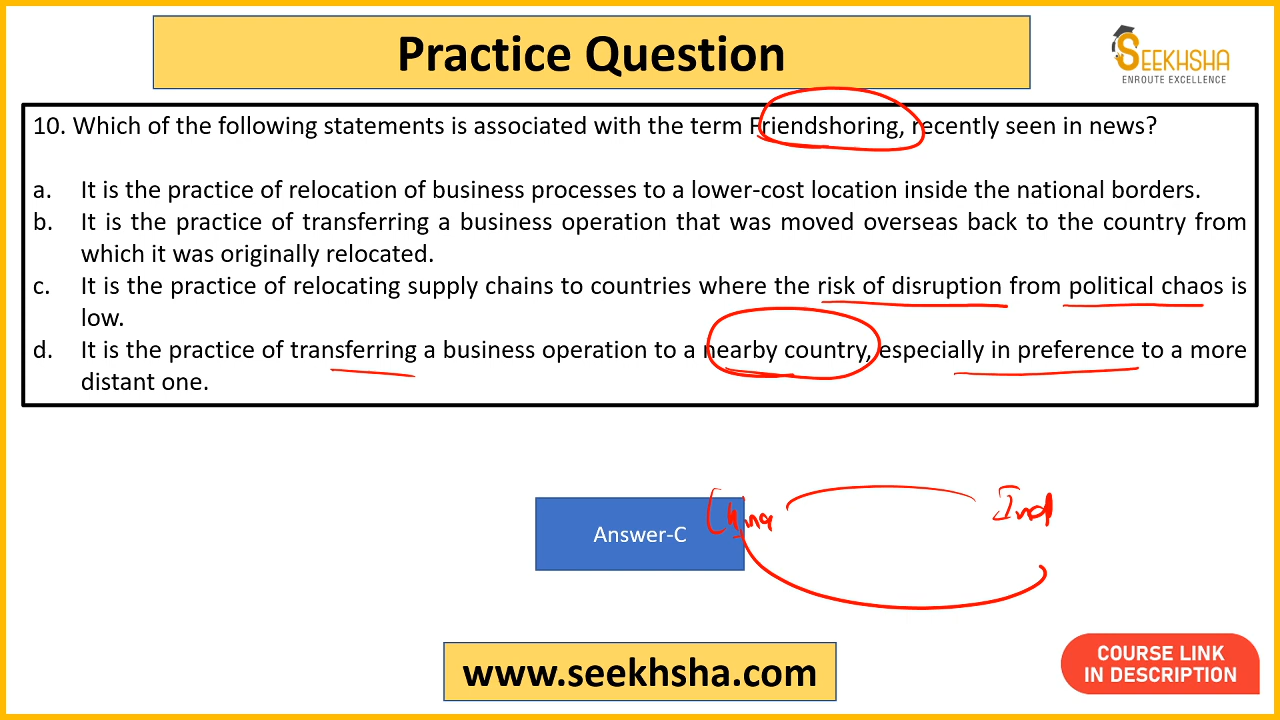 Practice Question
SEEKHSHA
ENROUTE EXCELLENCE
10. Which of the following statements is associated with the term Friendshoring, recently seen in news?
a. It is the practice of relocation of business processes to a lower-cost location inside the national borders.
b. It is the practice of transferring a business operation that was moved overseas back to the country from
which it was originally relocated.
c. It is the practice of relocating supply chains to countries where the risk of disruption from political chaos is
low.
d. It is the practice of transferring a business operation to a nearby country, especially in preference to a more
distant one.
China
Ind
Answer-C
www.seekhsha.com
COURSE LINK
IN DESCRIPTION